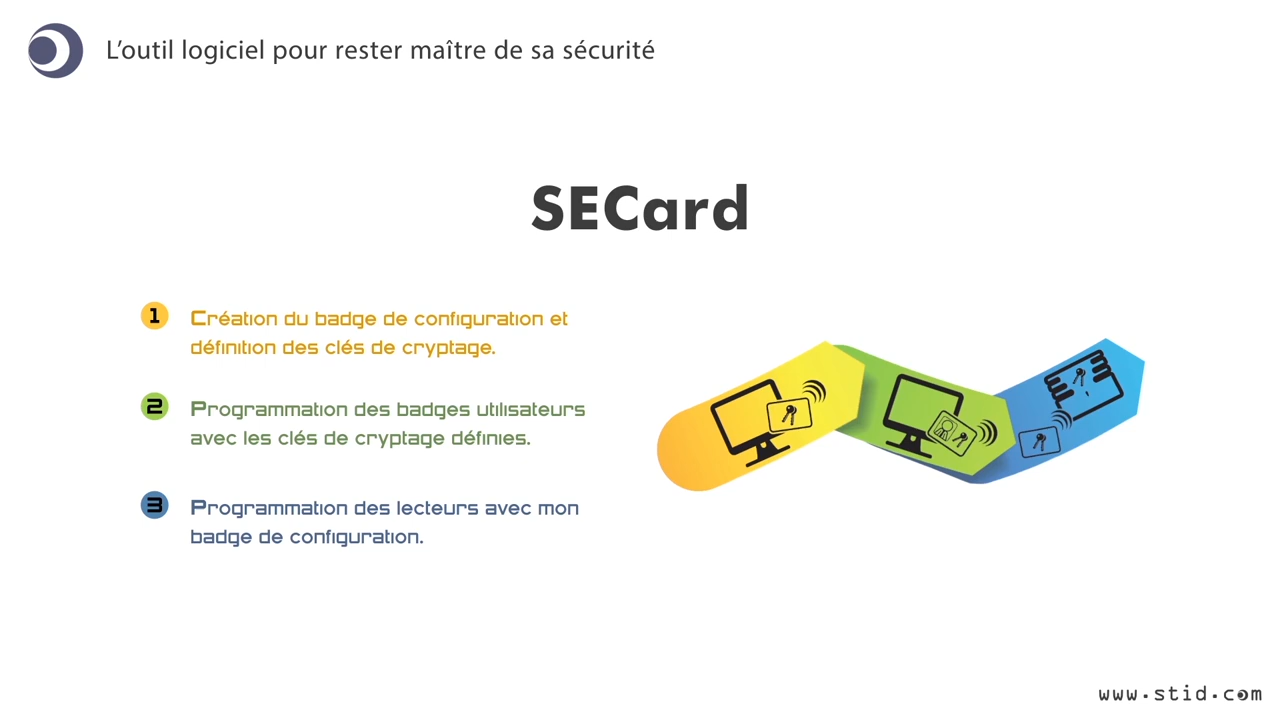 L’outil logiciel pour rester maître de sa sécurité
SECard
1 Création du badge de configuration et
définition des clés de cryptage.
2 Programmation des badges utilisateurs
avec les clés de cryptage définies.
3 Programmation des lecteurs avec mon
badge de configuration.
www.stid.com